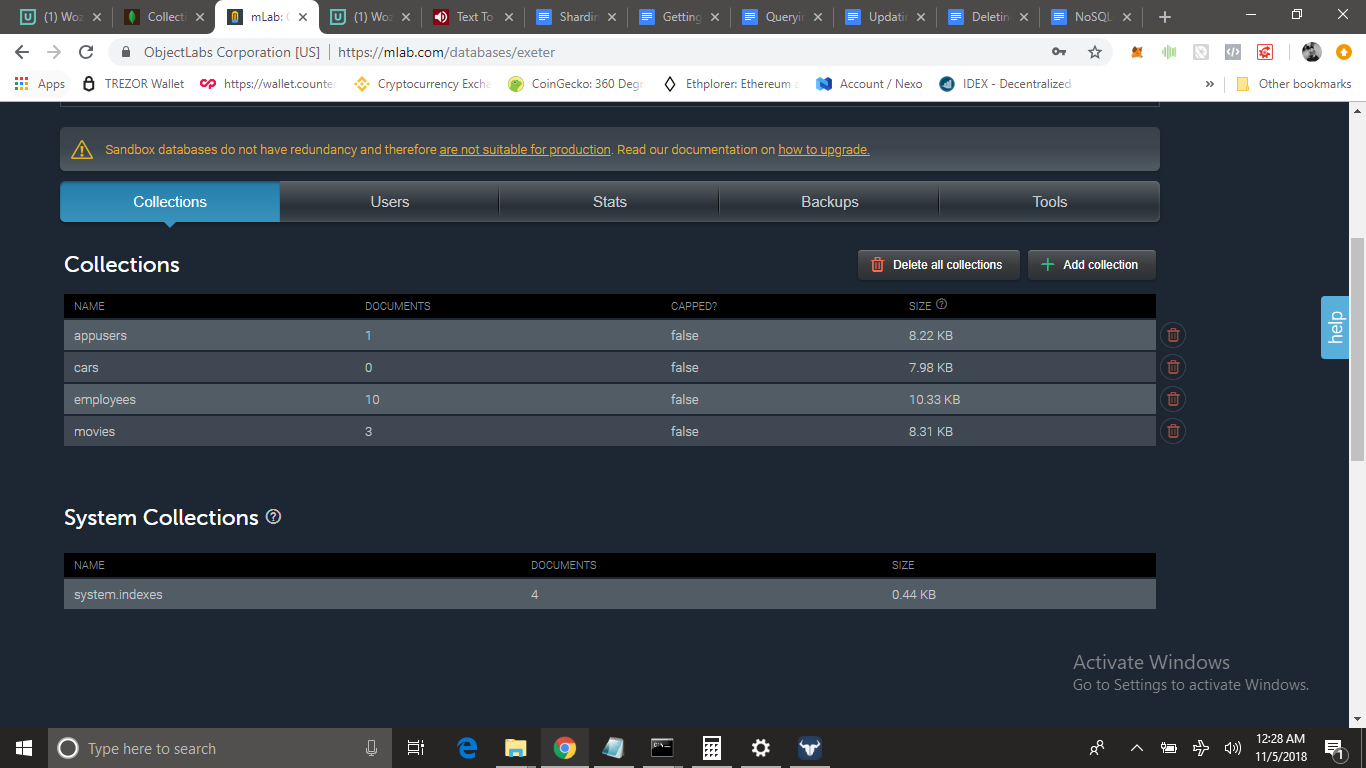 (1) Woz
Collecti
mLab: 
(1) Woz
Text To
Shardin
Getting
Queryin
Updatin
Deletin
NoSQL
ObjectLabs Corporation [US] | https://mlab.com/databases/exeter
Apps
TREZOR Wallet
https://wallet.counter
Cryptocurrency Excha
CoinGecko: 360 Degr
Ethplorer: Ethereum
Account / Nexo
IDEX - Decentralized
»
Other bookmarks
Sandbox databases do not have redundancy and therefore are not suitable for production. Read our documentation on how to upgrade.
Collections Users Stats Backups Tools
Collections
Delete all collections
Add collection
NAME DOCUMENTS CAPPED? SIZE ?
appusers 1 false 8.22 KB
cars 0 false 7.98 KB
employees 10 false 10.33 KB
movies 3 false 8.31 KB
help
System Collections ?
NAME DOCUMENTS SIZE
system.indexes 4 0.44 KB
Activate Windows
Go to Settings to activate Windows.
Type here to search
12:28 AM
11/5/2018
1